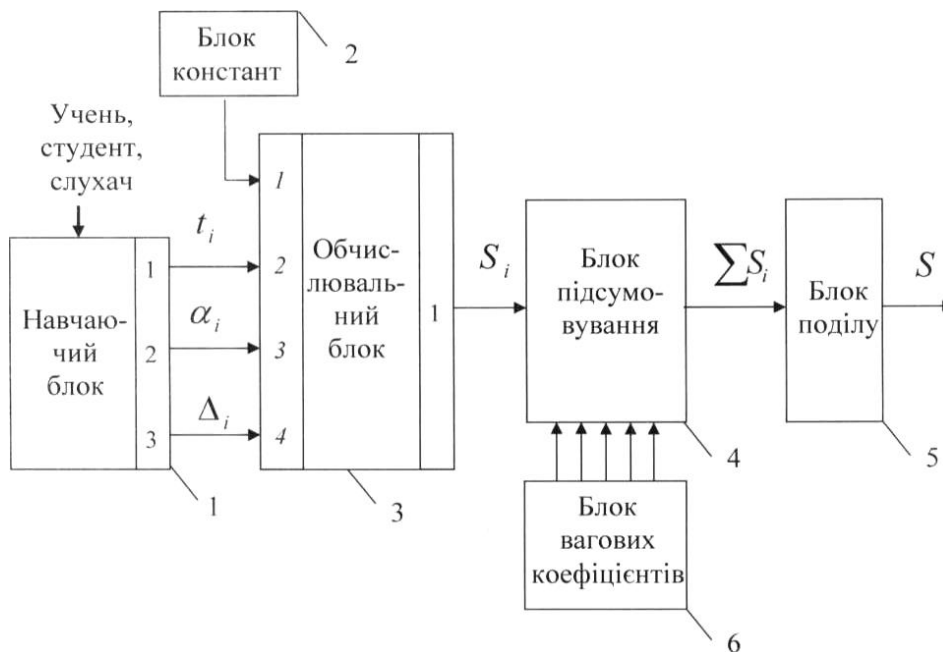 Блок
констант
2
Учень,
студент,
слухач
Навчаю-
чий
блок
1
2
3
1
t_i
α_i
Δ_i
1
2
3
4
Обчис-
люваль-
ний
блок
1
3
S_i
Блок
підсумо-
вування
4
∑S_i
Блок
поділу
5
S
Блок
вагових
коефіцієнтів
6